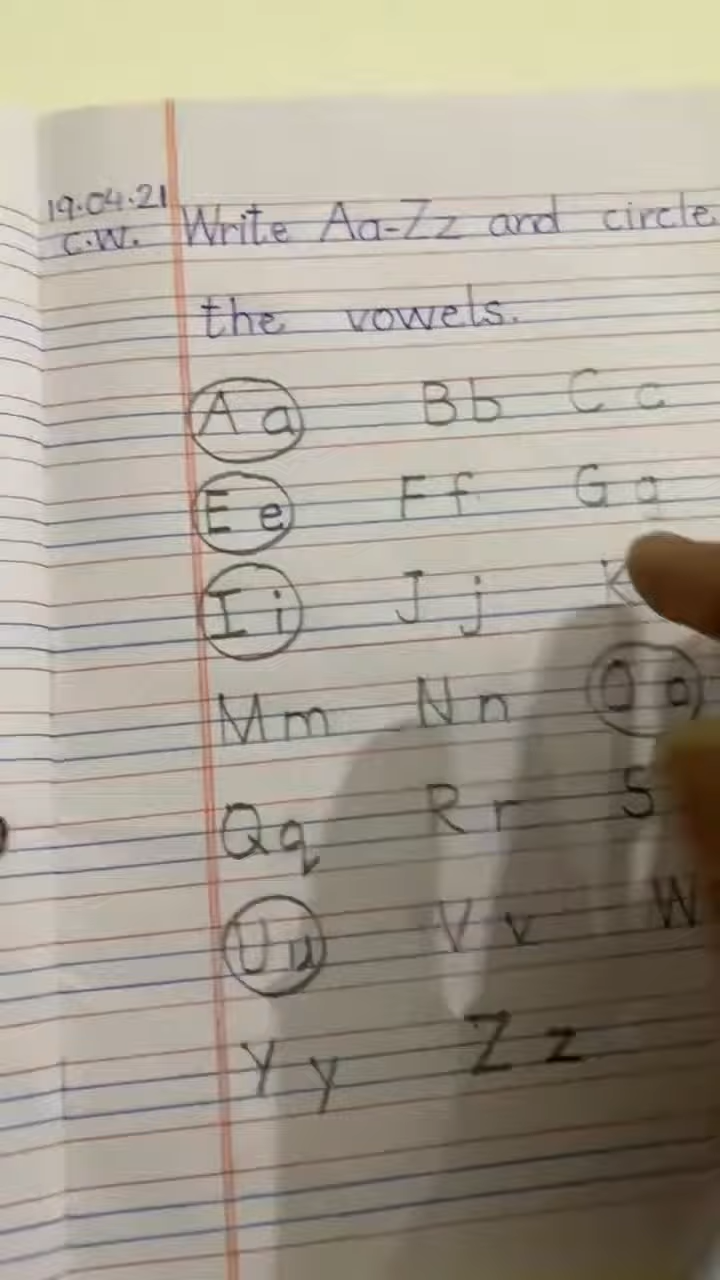 19.04.21
C.W. Write Aa-Zz and circle
the vowels.
Aa Bb Cc
Ee Ff Gg
Ii Jj K
Mm Nn Oo
Qq Rr S
Uu Vv W
Yy Zz